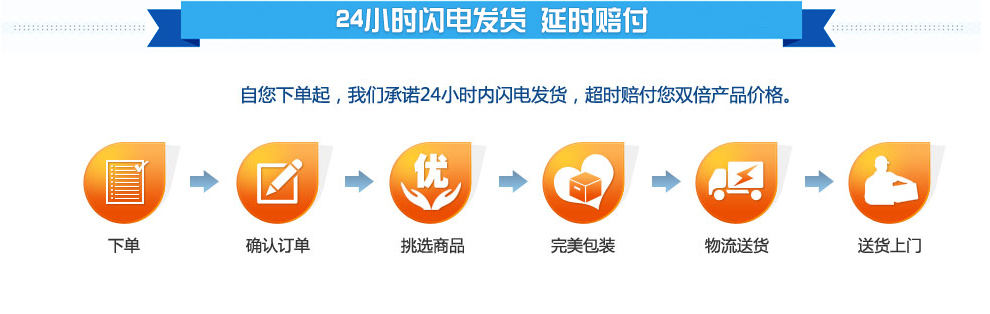 24小时闪电发货 延时赔付
自您下单起，我们承诺24小时内闪电发货，超时赔付您双倍产品价格。
优
下单 确认订单 挑选商品 完美包装 物流送货 送货上门